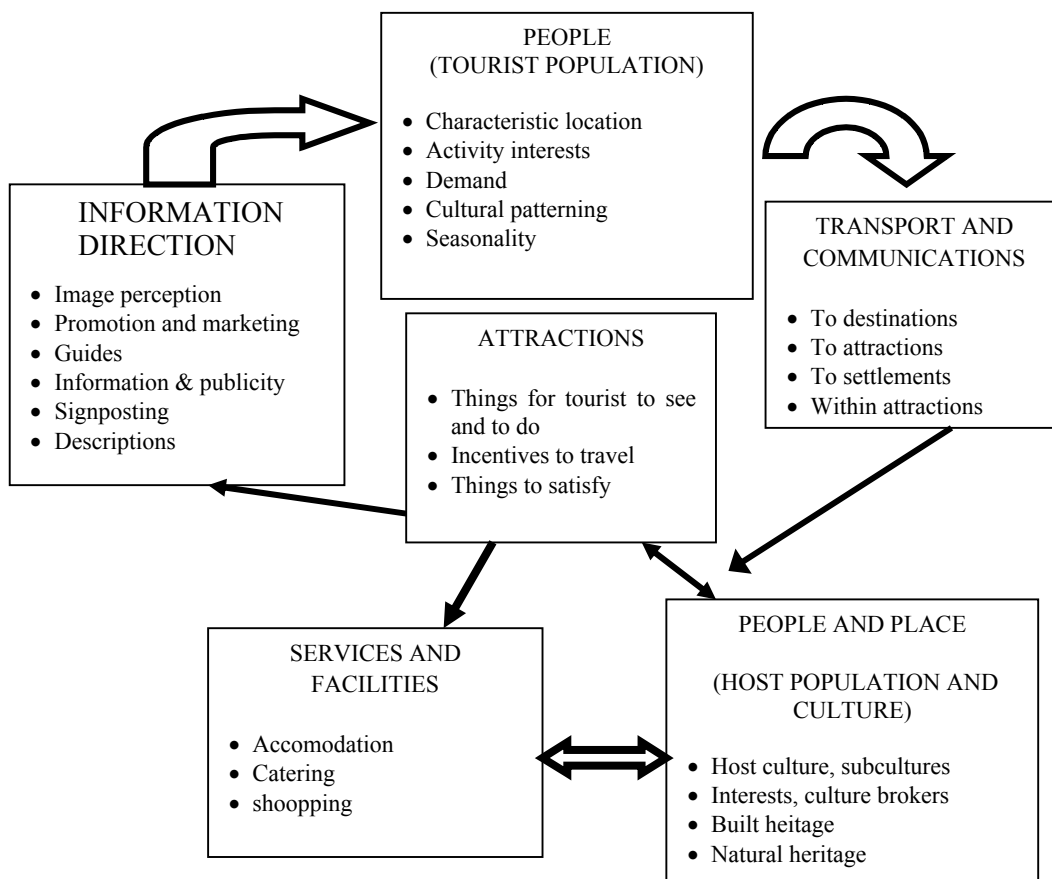 PEOPLE
(TOURIST POPULATION)
• Characteristic location
• Activity interests
• Demand
• Cultural patterning
• Seasonality
INFORMATION
DIRECTION
• Image perception
• Promotion and marketing
• Guides
• Information & publicity
• Signposting
• Descriptions
TRANSPORT AND
COMMUNICATIONS
• To destinations
• To attractions
• To settlements
• Within attractions
ATTRACTIONS
• Things for tourist to see
and to do
• Incentives to travel
• Things to satisfy
SERVICES AND
FACILITIES
• Accomodation
• Catering
• shoopping
PEOPLE AND PLACE
(HOST POPULATION AND
CULTURE)
• Host culture, subcultures
• Interests, culture brokers
• Built heitage
• Natural heritage